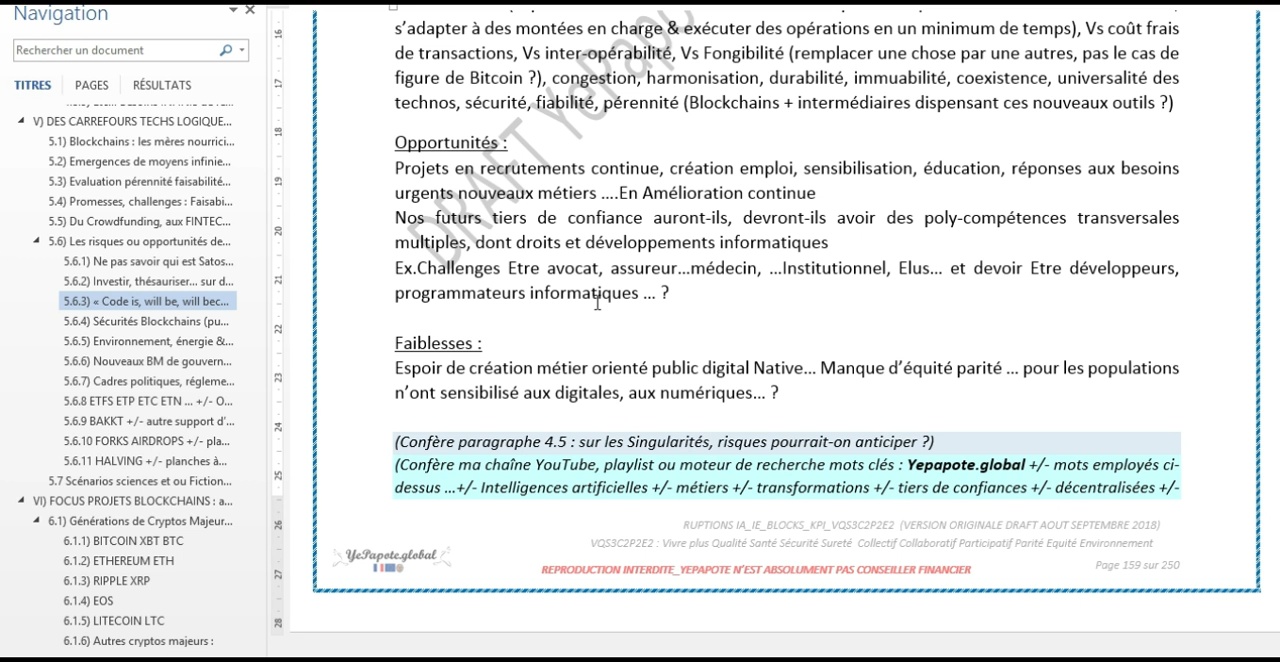 Navigation
Rechercher un document
TITRES PAGES RÉSULTATS
V) DES CARREFOURS TECHS LOGIQUE...
5.1) Blockchains : les mères nourrici...
5.2) Emergences de moyens infinie...
5.3) Evaluation pérennité faisabilité...
5.4) Promesses, challenges : Faisabi...
5.5) Du Crowdfunding, aux FINTEC...
5.6) Les risques ou opportunités de...
5.6.1) Ne pas savoir qui est Satos...
5.6.2) Investir, thésauriser... sur d...
5.6.3) « Code is, will be, will bec...
5.6.4) Sécurités Blockchains (pu...
5.6.5) Environnement, énergie &...
5.6.6) Nouveaux BM de gouvern...
5.6.7) Cadres politiques, régleme...
5.6.8 ETFS ETP ETC ETN ... +/- O...
5.6.9 BAKKT +/- autre support d'...
5.6.10 FORKS AIRDROPS +/- pla...
5.6.11 HALVING +/- planches à...
5.7 Scénarios sciences et ou Fiction...
VI) FOCUS PROJETS BLOCKCHAINS : a...
6.1) Générations de Cryptos Majeur...
6.1.1) BITCOIN XBT BTC
6.1.2) ETHEREUM ETH
6.1.3) RIPPLE XRP
6.1.4) EOS
6.1.5) LITECOIN LTC
6.1.6) Autres cryptos majeurs :
16
17
18
19
20
21
22
23
24
25
26
27
28
s'adapter à des montées en charge & exécuter des opérations en un minimum de temps), Vs coût frais
de transactions, Vs inter-opérabilité, Vs Fongibilité (remplacer une chose par une autres, pas le cas de
figure de Bitcoin ?), congestion, harmonisation, durabilité, immuabilité, coexistence, universalité des
technos, sécurité, fiabilité, pérennité (Blockchains + intermédiaires dispensant ces nouveaux outils ?)
Opportunités :
Projets en recrutements continue, création emploi, sensibilisation, éducation, réponses aux besoins
urgents nouveaux métiers ....En Amélioration continue
Nos futurs tiers de confiance auront-ils, devront-ils avoir des poly-compétences transversales
multiples, dont droits et développements informatiques
Ex.Challenges Etre avocat, assureur...médecin, ...Institutionnel, Elus... et devoir Etre développeurs,
programmateurs informatiques ... ?
Faiblesses :
Espoir de création métier orienté public digital Native... Manque d'équité parité ... pour les populations
n'ont sensibilisé aux digitales, aux numériques... ?
(Confère paragraphe 4.5 : sur les Singularités, risques pourrait-on anticiper ?)
(Confère ma chaîne YouTube, playlist ou moteur de recherche mots clés : Yepapote.global +/- mots employés ci-
dessus ...+/- Intelligences artificielles +/- métiers +/- transformations +/- tiers de confiances +/- décentralisées +/-
RUPTIONS IA_IE_BLOCKS_KPI_VQS3C2P2E2 (VERSION ORIGINALE DRAFT AOUT SEPTEMBRE 2018)
VQS3C2P2E2 : Vivre plus Qualité Santé Sécurité Sureté Collectif Collaboratif Participatif Parité Equité Environnement
YePapote.global
REPRODUCTION INTERDITE_YEPAPOTE N'EST ABSOLUMENT PAS CONSEILLER FINANCIER
Page 159 sur 250
DRAFT YePapo